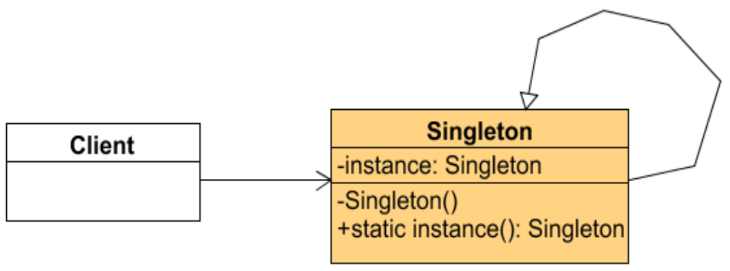 Client
Singleton
-instance: Singleton
-Singleton()
+static instance(): Singleton